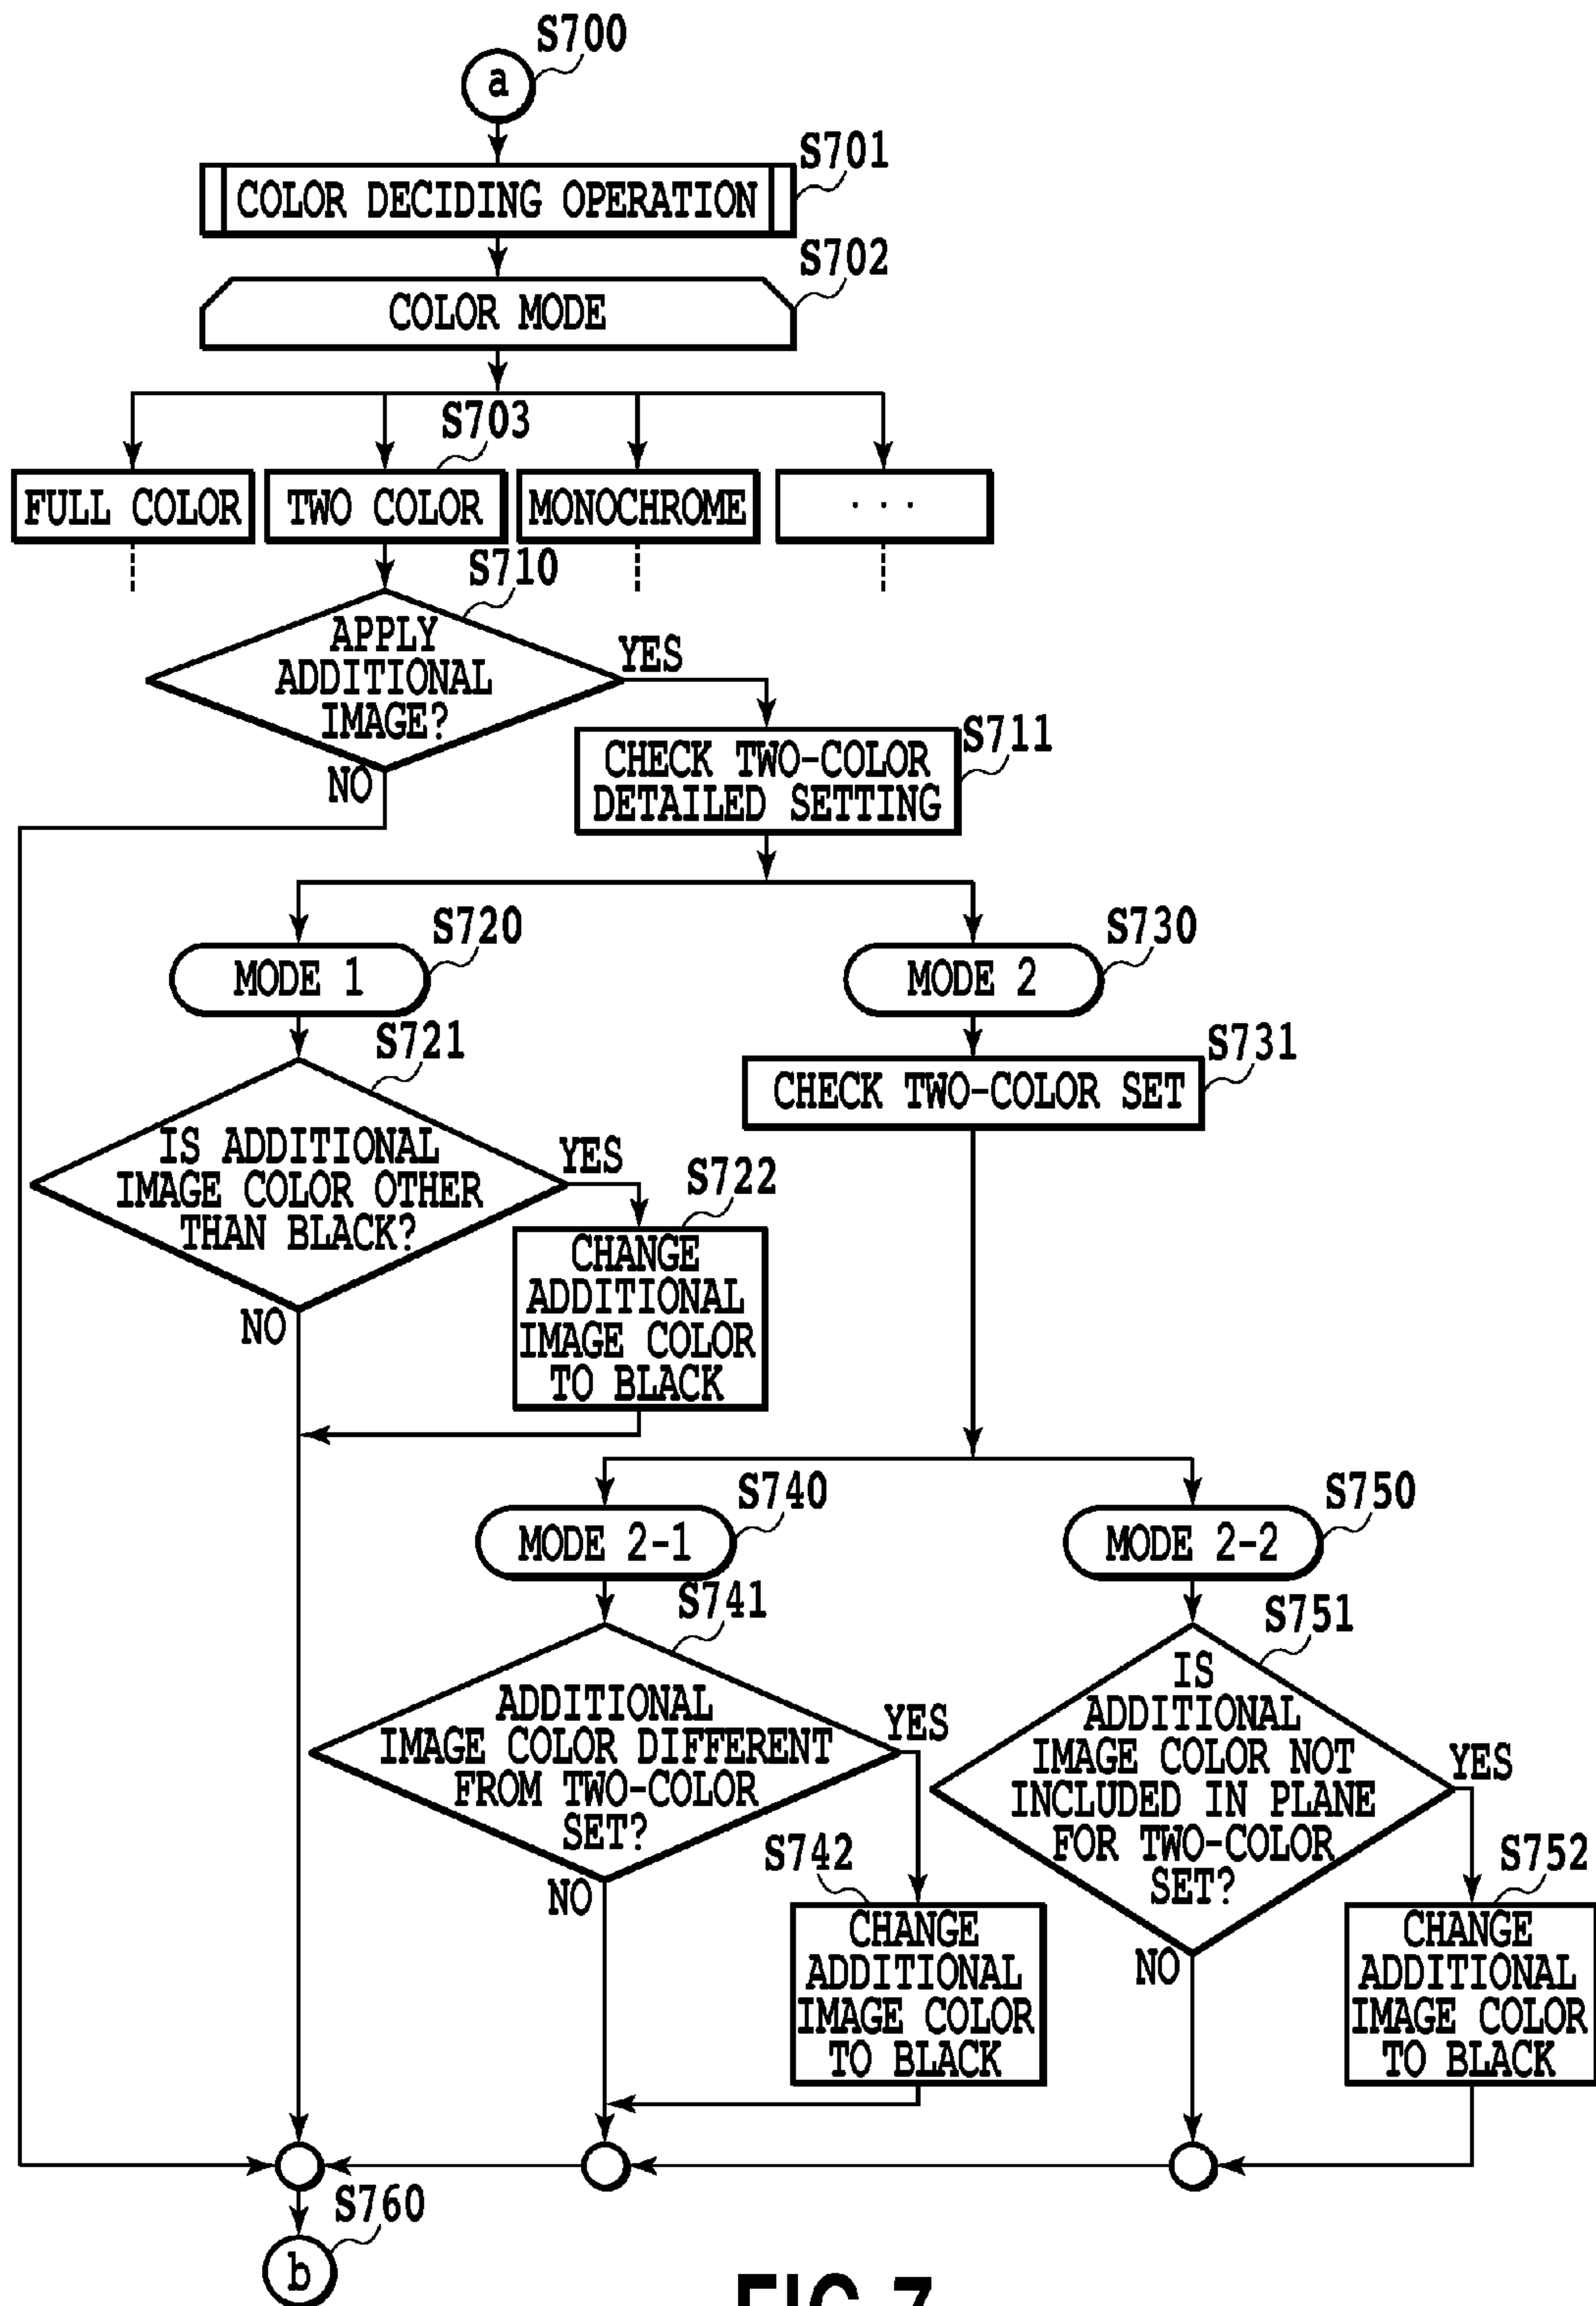 S700
a
S701
COLOR DECIDING OPERATION
S702
COLOR MODE
S703
FULL COLOR
TWO COLOR
MONOCHROME
...
S710
APPLY
ADDITIONAL
IMAGE?
YES
NO
S711
CHECK TWO-COLOR
DETAILED SETTING
S720
MODE 1
S730
MODE 2
S721
IS ADDITIONAL
IMAGE COLOR OTHER
THAN BLACK?
YES
NO
S722
CHANGE
ADDITIONAL
IMAGE COLOR
TO BLACK
S731
CHECK TWO-COLOR SET
S740
MODE 2-1
S750
MODE 2-2
S741
ADDITIONAL
IMAGE COLOR DIFFERENT
FROM TWO-COLOR
SET?
YES
NO
S742
CHANGE
ADDITIONAL
IMAGE COLOR
TO BLACK
S751
IS
ADDITIONAL
IMAGE COLOR NOT
INCLUDED IN PLANE
FOR TWO-COLOR
SET?
YES
NO
S752
CHANGE
ADDITIONAL
IMAGE COLOR
TO BLACK
S760
b
FIG.7